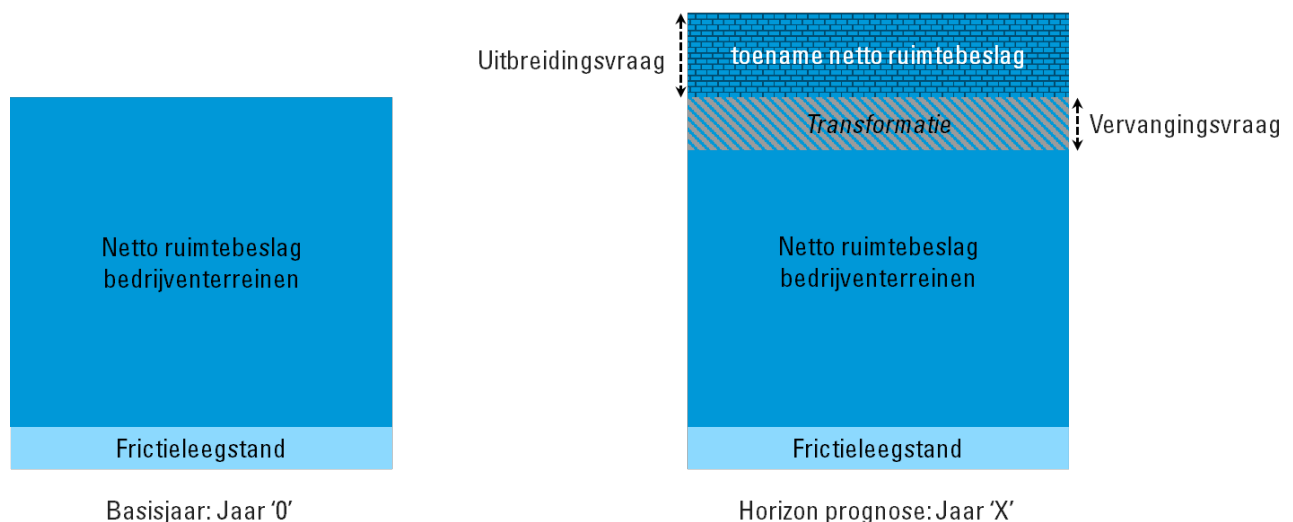 Uitbreidingsvraag
toename netto ruimtebeslag
Transformatie
Vervangingsvraag
Netto ruimtebeslag
bedrijventerreinen
Netto ruimtebeslag
bedrijventerreinen
Frictieleegstand
Frictieleegstand
Basisjaar: Jaar ‘0’
Horizon prognose: Jaar ‘X’